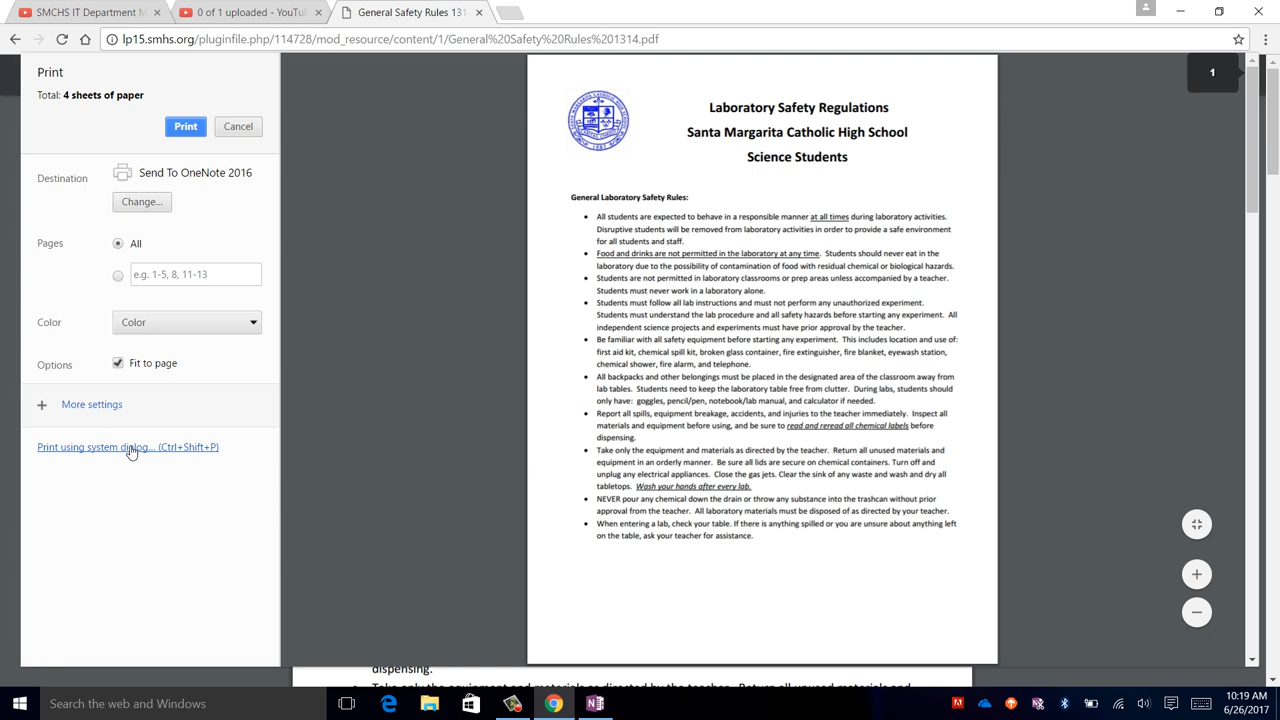 SMCHS IT Department M
0 of 1 uploaded - YouTu
General Safety Rules 131
lp15.smhs.org/pluginfile.php/114728/mod_resource/content/1/General%20Safety%20Rules%201314.pdf
Print
Total: 4 sheets of paper
Print
Cancel
Destination
Send To OneNote 2016
Change...
Pages
All
e.g. 1-5, 8, 11-13
Color
Color
Options
Fit to page
More settings
Print using system dialog... (Ctrl+Shift+P)
1
Laboratory Safety Regulations
Santa Margarita Catholic High School
Science Students
General Laboratory Safety Rules:
All students are expected to behave in a responsible manner at all times during laboratory activities.
Disruptive students will be removed from laboratory activities in order to provide a safe environment
for all students and staff.
Food and drinks are not permitted in the laboratory at any time. Students should never eat in the
laboratory due to the possibility of contamination of food with residual chemical or biological hazards.
Students are not permitted in laboratory classrooms or prep areas unless accompanied by a teacher.
Students must never work in a laboratory alone.
Students must follow all lab instructions and must not perform any unauthorized experiment.
Students must understand the lab procedure and all safety hazards before starting any experiment. All
independent science projects and experiments must have prior approval by the teacher.
Be familiar with all safety equipment before starting any experiment. This includes location and use of:
first aid kit, chemical spill kit, broken glass container, fire extinguisher, fire blanket, eyewash station,
chemical shower, fire alarm, and telephone.
All backpacks and other belongings must be placed in the designated area of the classroom away from
lab tables. Students need to keep the laboratory table free from clutter. During labs, students should
only have: goggles, pencil/pen, notebook/lab manual, and calculator if needed.
Report all spills, equipment breakage, accidents, and injuries to the teacher immediately. Inspect all
materials and equipment before using, and be sure to read and reread all chemical labels before
dispensing.
Take only the equipment and materials as directed by the teacher. Return all unused materials and
equipment in an orderly manner. Be sure all lids are secure on chemical containers. Turn off and
unplug any electrical appliances. Close the gas jets. Clear the sink of any waste and wash and dry all
tabletops. Wash your hands after every lab.
NEVER pour any chemical down the drain or throw any substance into the trashcan without prior
approval from the teacher. All laboratory materials must be disposed of as directed by your teacher.
When entering a lab, check your table. If there is anything spilled or you are unsure about anything left
on the table, ask your teacher for assistance.
dispensing.
Take only the equipment and materials as directed by the teacher. Return all unused materials and
Search the web and Windows
10:19 AM
6/26/2017